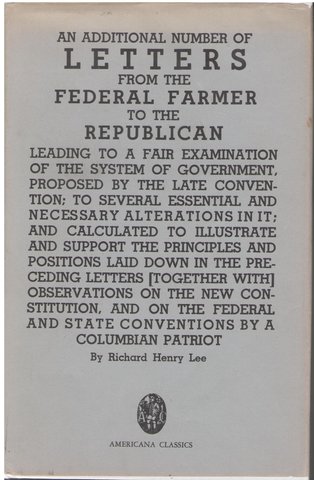 AN ADDITIONAL NUMBER OF
LETTERS
FROM THE
FEDERAL FARMER
TO THE
REPUBLICAN
LEADING TO A FAIR EXAMINATION
OF THE SYSTEM OF GOVERNMENT,
PROPOSED BY THE LATE CONVEN-
TION; TO SEVERAL ESSENTIAL AND
NECESSARY ALTERATIONS IN IT;
AND CALCULATED TO ILLUSTRATE
AND SUPPORT THE PRINCIPLES AND
POSITIONS LAID DOWN IN THE PRE-
CEDING LETTERS [TOGETHER WITH]
OBSERVATIONS ON THE NEW CON-
STITUTION, AND ON THE FEDERAL
AND STATE CONVENTIONS BY A
COLUMBIAN PATRIOT
By Richard Henry Lee
AMERICANA CLASSICS